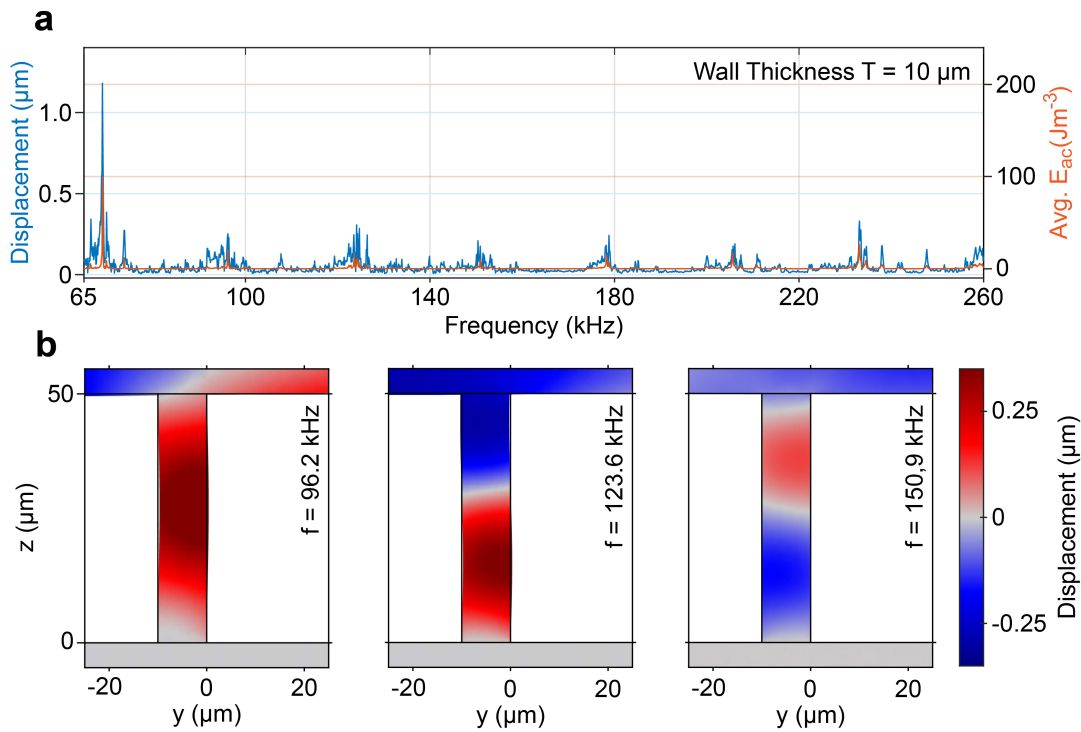 a
Wall Thickness T = 10 µm
Displacement (µm)
1.0
0.5
0
200
100
0
Avg. Eac(Jm-3)
65 100 140 180 220 260
Frequency (kHz)
b
50
0
z (µm)
f = 96.2 kHz
f = 123.6 kHz
f = 150,9 kHz
0.25
0
-0.25
Displacement (µm)
-20 0 20 -20 0 20 -20 0 20
y (µm) y (µm) y (µm)